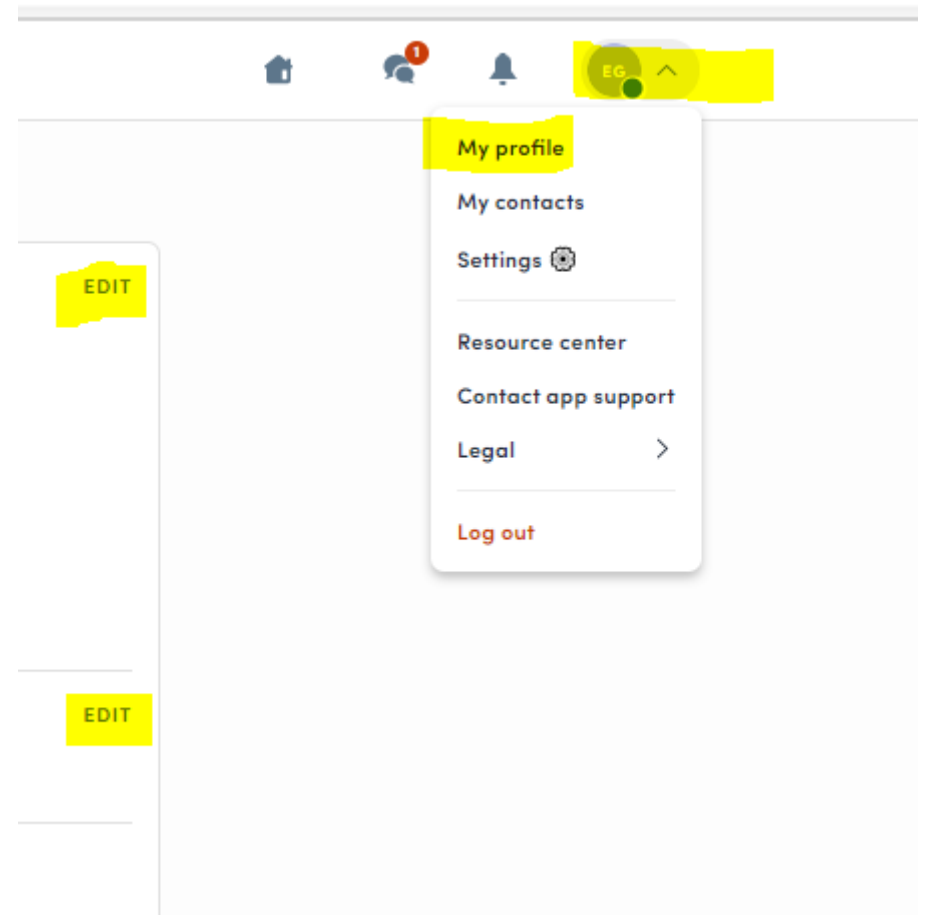 1
EG
My profile
My contacts
Settings
EDIT
Resource center
Contact app support
Legal
Log out
EDIT